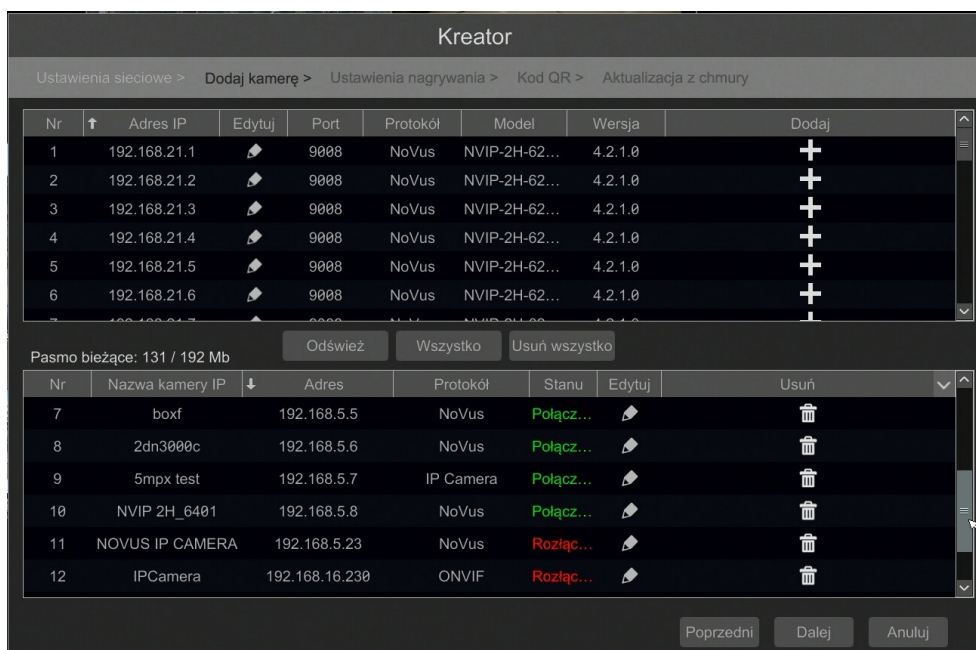 Kreator
Ustawienia sieciowe > Dodaj kamerę > Ustawienia nagrywania > Kod QR > Aktualizacja z chmury
Nr Adres IP Edytuj Port Protokół Model Wersja Dodaj
1 192.168.21.1 9008 NoVus NVIP-2H-62... 4.2.1.0
2 192.168.21.2 9008 NoVus NVIP-2H-62... 4.2.1.0
3 192.168.21.3 9008 NoVus NVIP-2H-62... 4.2.1.0
4 192.168.21.4 9008 NoVus NVIP-2H-62... 4.2.1.0
5 192.168.21.5 9008 NoVus NVIP-2H-62... 4.2.1.0
6 192.168.21.6 9008 NoVus NVIP-2H-62... 4.2.1.0
Odśwież Wszystko Usuń wszystko
Pasmo bieżące: 131 / 192 Mb
Nr Nazwa kamery IP Adres Protokół Stanu Edytuj Usuń
7 boxf 192.168.5.5 NoVus Połącz...
8 2dn3000c 192.168.5.6 NoVus Połącz...
9 5mpx test 192.168.5.7 IP Camera Połącz...
10 NVIP 2H_6401 192.168.5.8 NoVus Połącz...
11 NOVUS IP CAMERA 192.168.5.23 NoVus Rozłąc...
12 IPCamera 192.168.16.230 ONVIF Rozłąc...
Poprzedni Dalej Anuluj